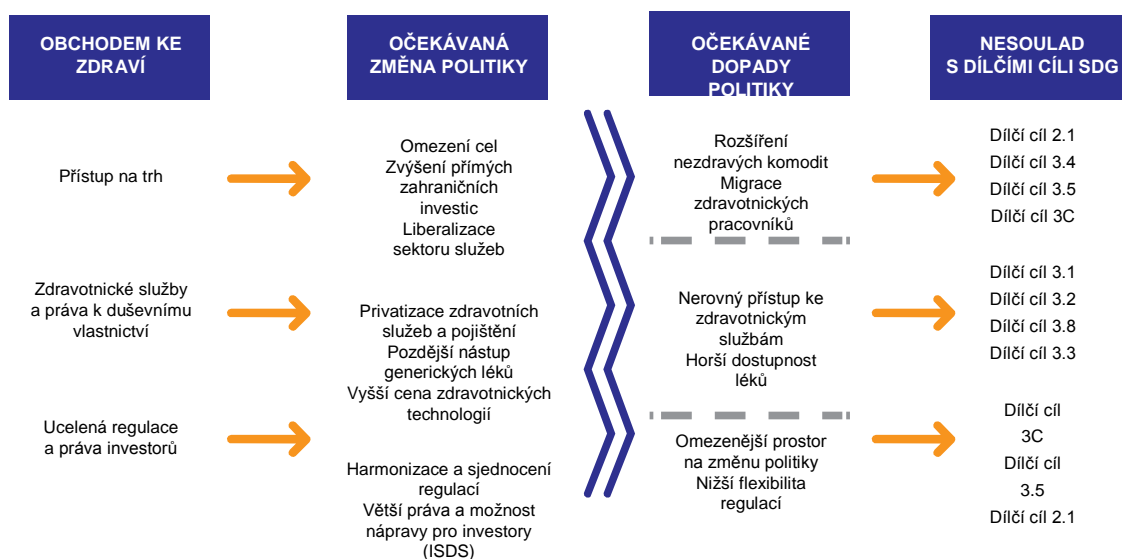 OBCHODEM KE
ZDRAVÍ
OČEKÁVANÁ
ZMĚNA POLITIKY
OČEKÁVANÉ
DOPADY
POLITIKY
NESOULAD
S DÍLČÍMI CÍLI SDG
Přístup na trh
Omezení cel
Zvýšení přímých
zahraničních
investic
Liberalizace
sektoru služeb
Rozšíření
nezdravých komodit
Migrace
zdravotnických
pracovníků
Dílčí cíl 2.1
Dílčí cíl 3.4
Dílčí cíl 3.5
Dílčí cíl 3C
Zdravotnické služby
a práva k duševnímu
vlastnictví
Privatizace zdravotních
služeb a pojištění
Pozdější nástup
generických léků
Vyšší cena zdravotnických
technologií
Nerovný přístup ke
zdravotnickým
službám
Horší dostupnost
léků
Dílčí cíl 3.1
Dílčí cíl 3.2
Dílčí cíl 3.8
Dílčí cíl 3.3
Ucelená regulace
a práva investorů
Harmonizace a sjednocení
regulací
Větší práva a možnost
nápravy pro investory
(ISDS)
Omezenější prostor
na změnu politiky
Nižší flexibilita
regulací
Dílčí cíl
3C
Dílčí cíl
3.5
Dílčí cíl 2.1